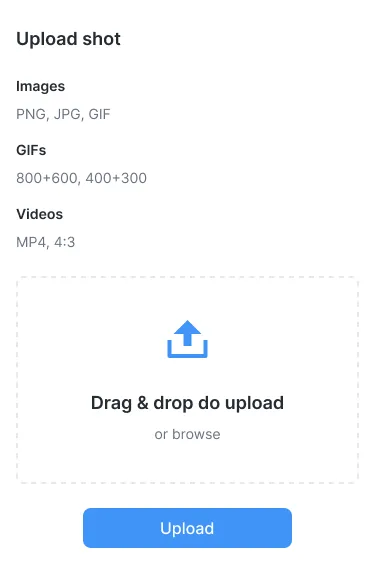 Upload shot
Images
PNG, JPG, GIF
GIFs
800+600, 400+300
Videos
MP4, 4:3
Drag & drop do upload
or browse
Upload